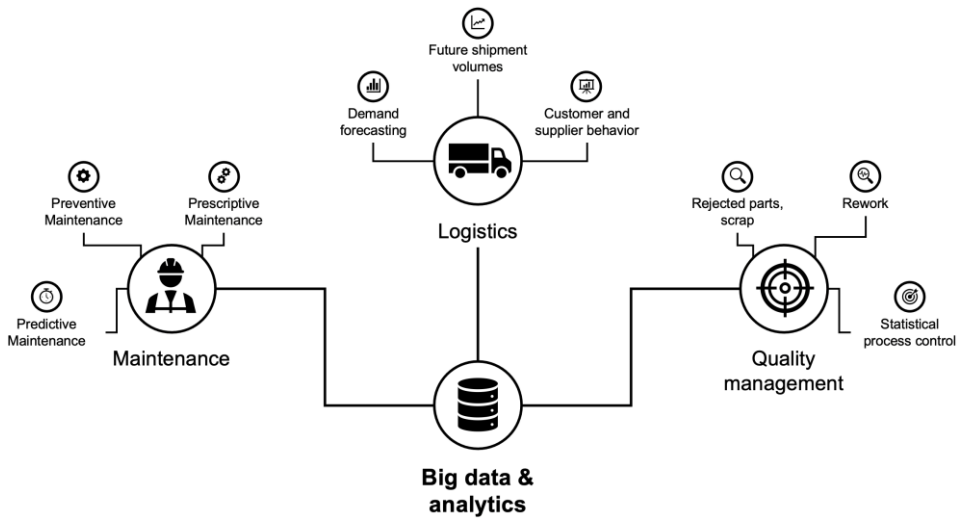 Future shipment
volumes
Demand
forecasting
Customer and
supplier behavior
Logistics
Preventive
Maintenance
Prescriptive
Maintenance
Predictive
Maintenance
Maintenance
Rejected parts,
scrap
Rework
Statistical
process control
Quality
management
Big data &
analytics